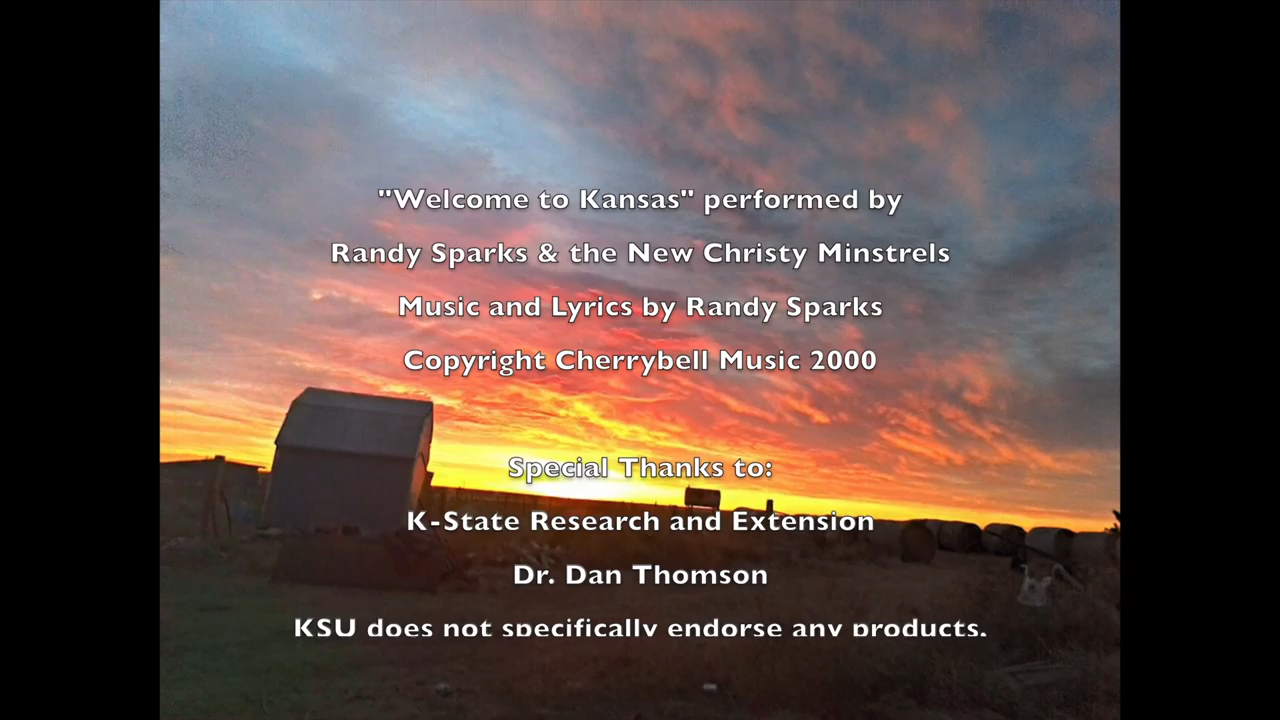 "Welcome to Kansas" performed by
Randy Sparks & the New Christy Minstrels
Music and Lyrics by Randy Sparks
Copyright Cherrybell Music 2000
Special Thanks to:
K-State Research and Extension
Dr. Dan Thomson
KSU does not specifically endorse any products.